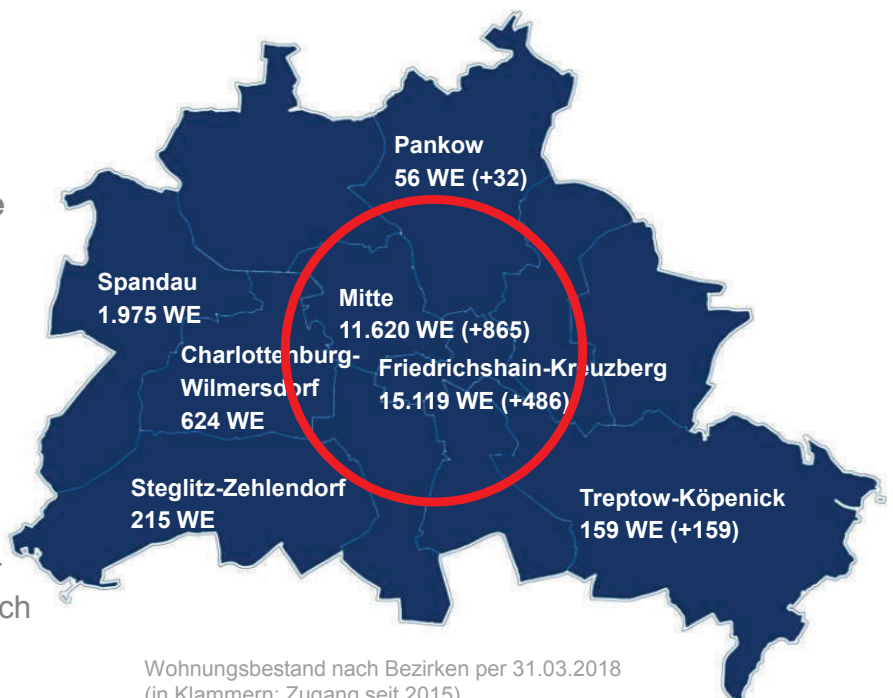 Pankow
56 WE (+32)
e
Spandau
1.975 WE
Mitte
11.620 WE (+865)
Charlottenburg-
Wilmersdorf
624 WE
Friedrichshain-Kreuzberg
15.119 WE (+486)
Steglitz-Zehlendorf
215 WE
Treptow-Köpenick
159 WE (+159)
ch
Wohnungsbestand nach Bezirken per 31.03.2018
(in Klammern: Zugang seit 2015)